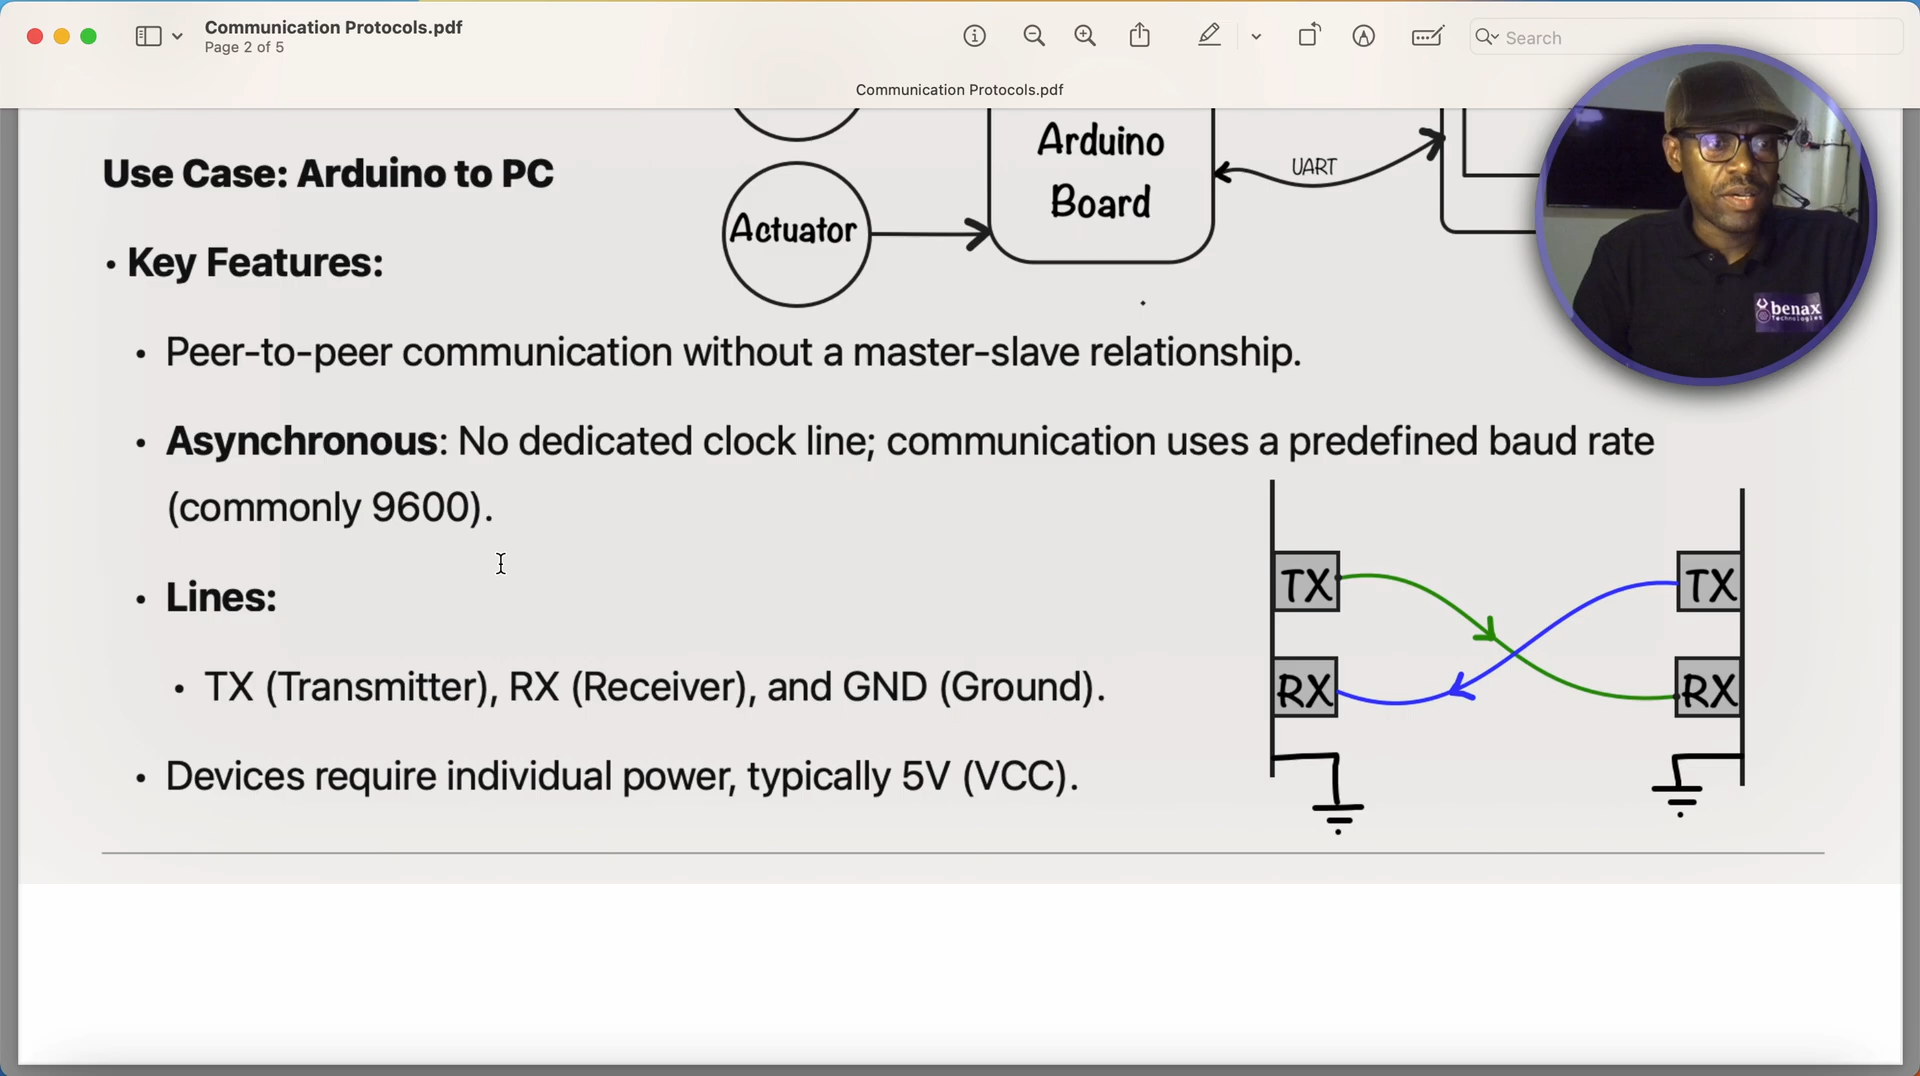 Communication Protocols.pdf
Page 2 of 5
Search
Communication Protocols.pdf
Arduino
Board
UART
Actuator
Use Case: Arduino to PC
• Key Features:
• Peer-to-peer communication without a master-slave relationship.
• Asynchronous: No dedicated clock line; communication uses a predefined baud rate
(commonly 9600).
• Lines:
• TX (Transmitter), RX (Receiver), and GND (Ground).
• Devices require individual power, typically 5V (VCC).
TX
TX
RX
RX
benax
Technologies